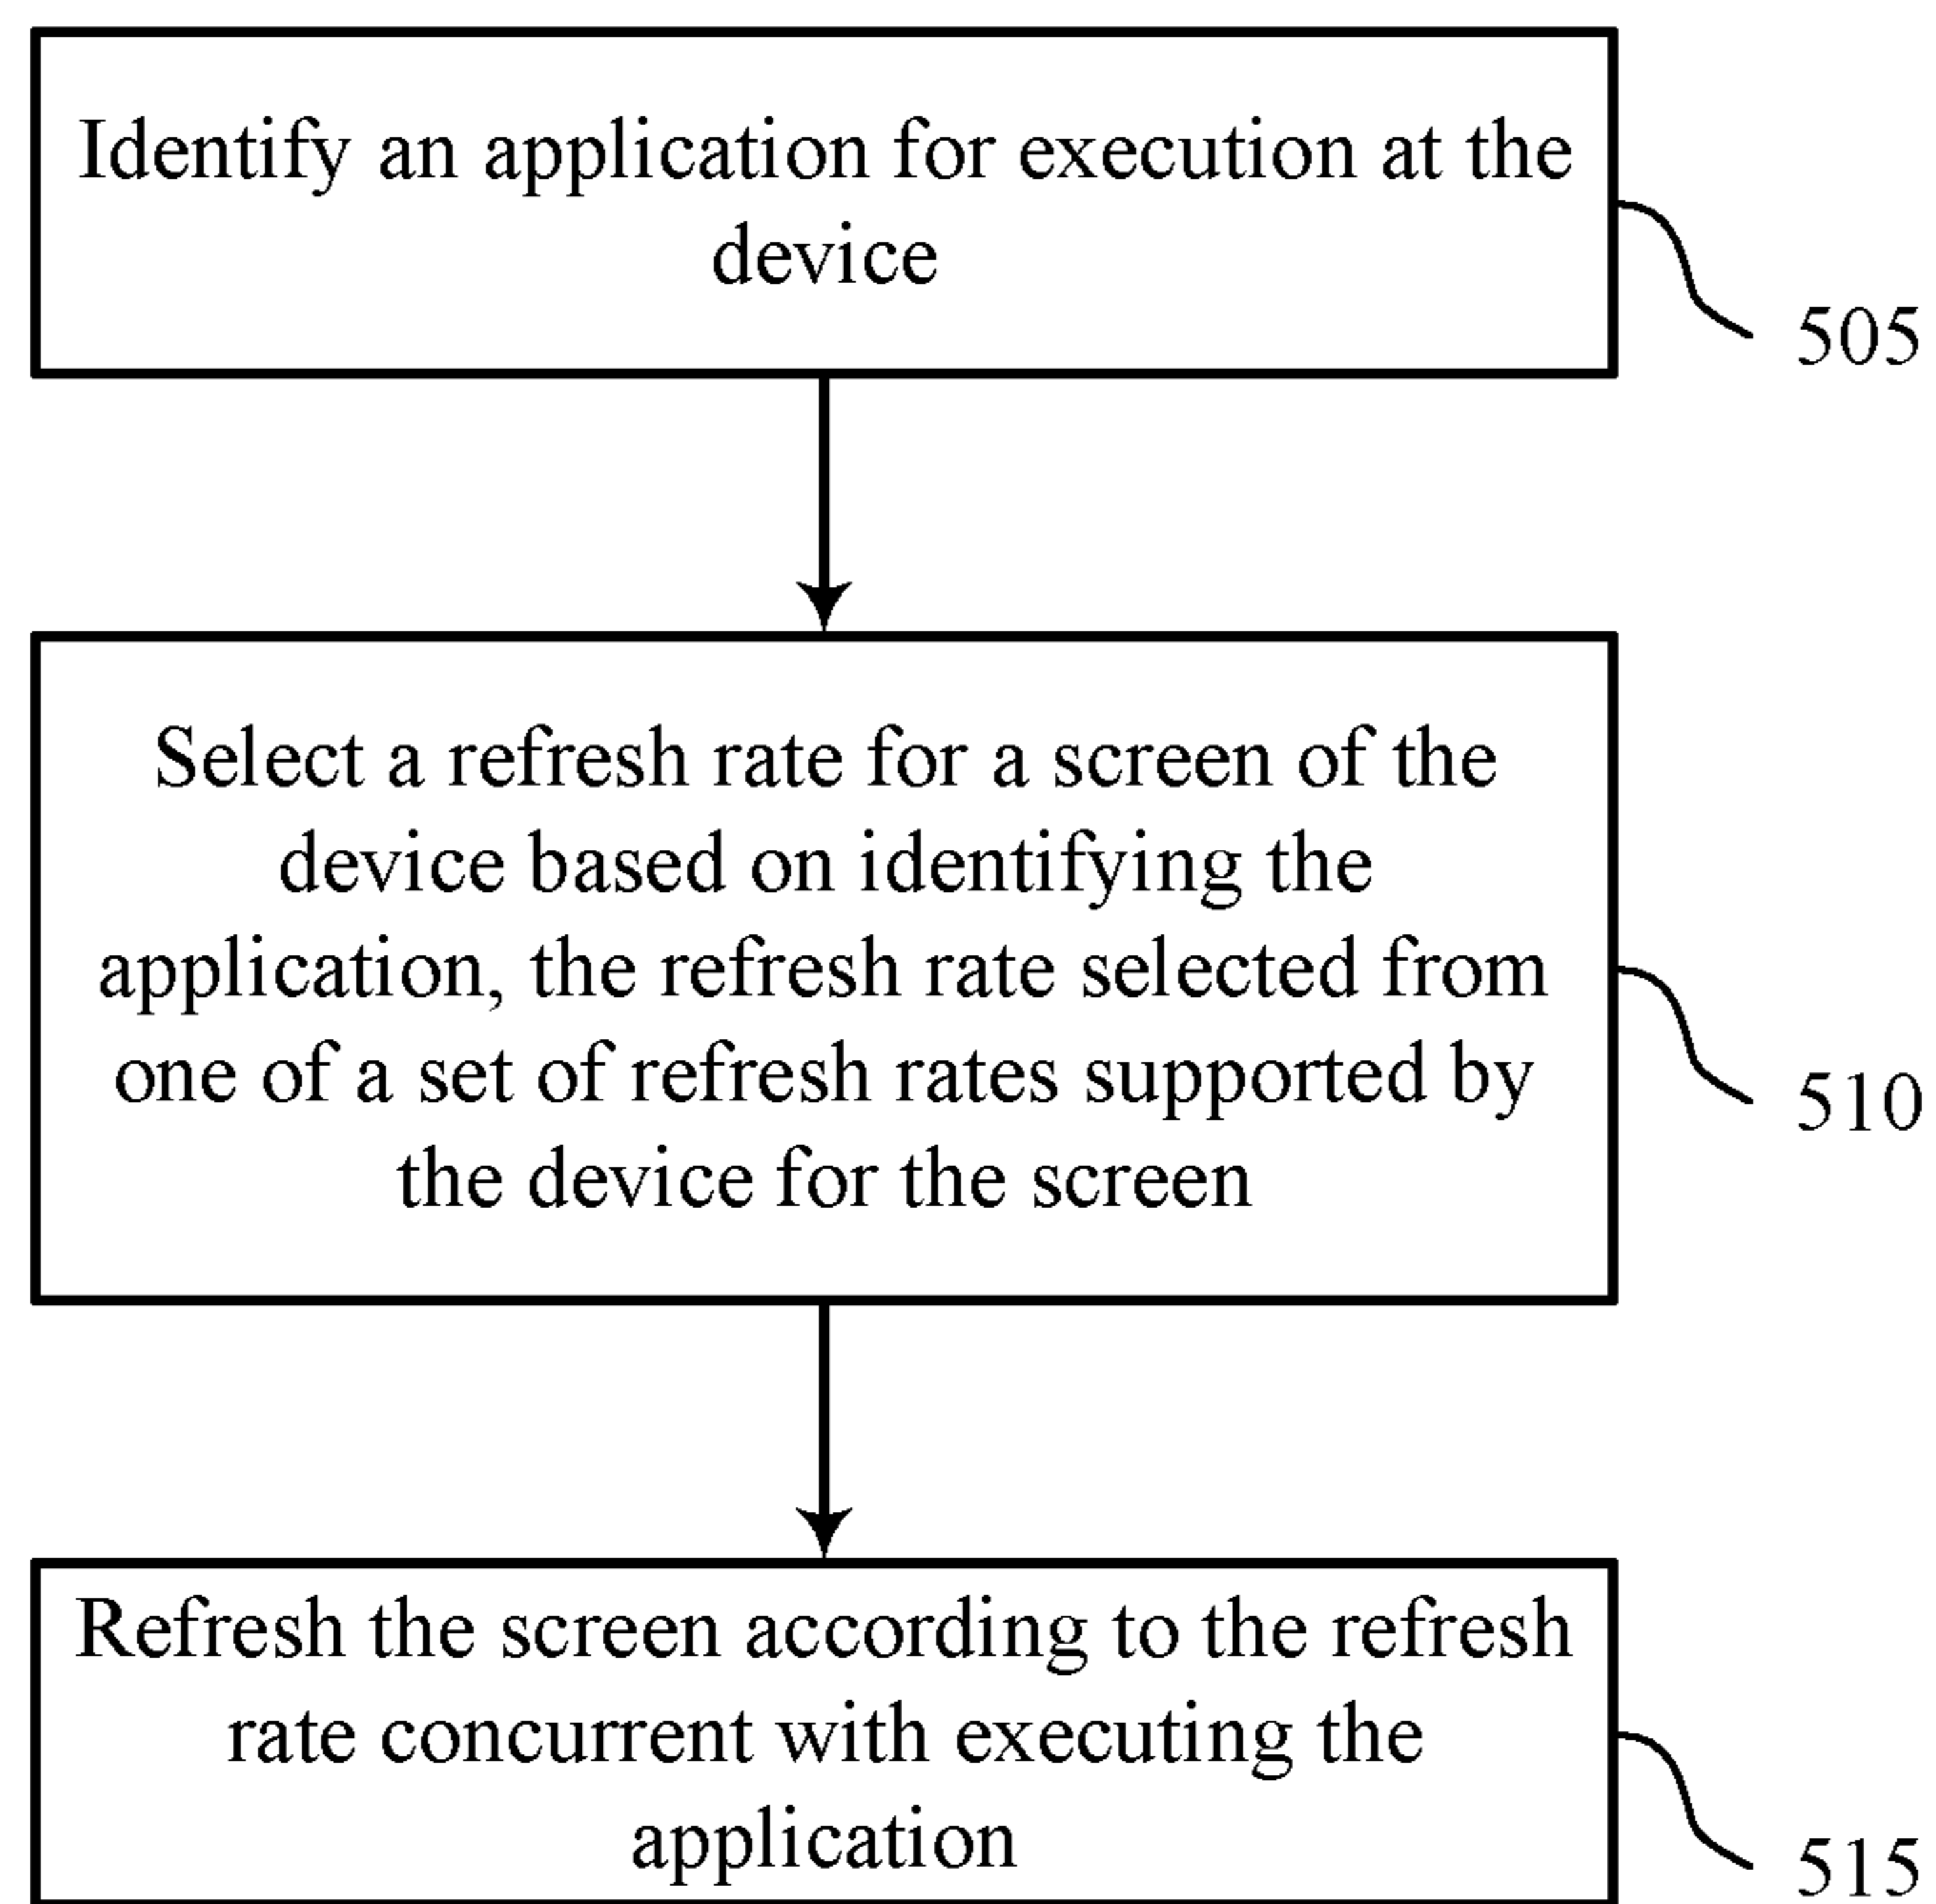 Identify an application for execution at the
device
505
Select a refresh rate for a screen of the
device based on identifying the
application, the refresh rate selected from
one of a set of refresh rates supported by
the device for the screen
510
Refresh the screen according to the refresh
rate concurrent with executing the
application
515